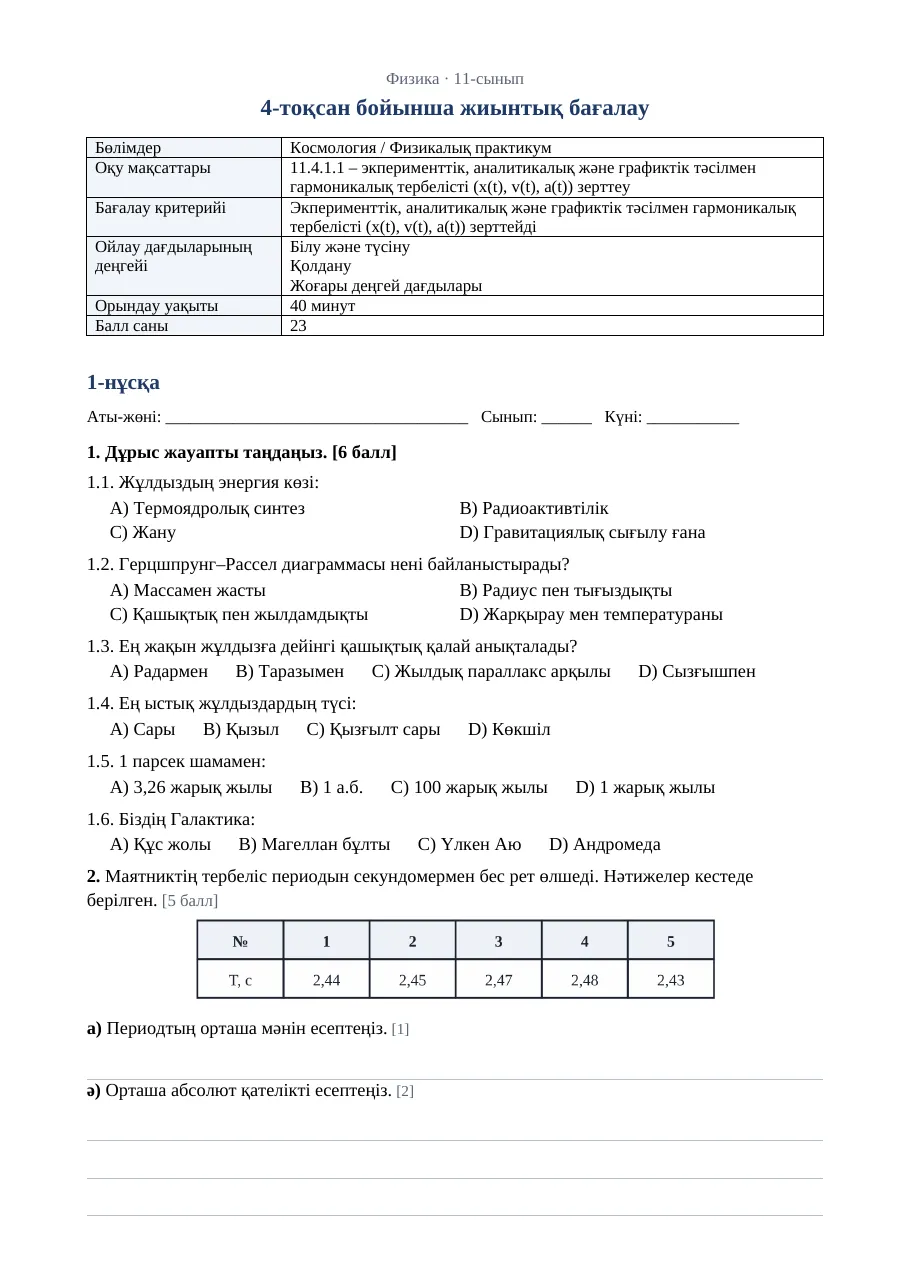 Физика · 11-сынып
4-тоқсан бойынша жиынтық бағалау
Бөлімдер Космология / Физикалық практикум
Оқу мақсаттары 11.4.1.1 – экперименттік, аналитикалық және графиктік тәсілмен
гармоникалық тербелісті (x(t), v(t), a(t)) зерттеу
Бағалау критерийі Экперименттік, аналитикалық және графиктік тәсілмен гармоникалық
тербелісті (x(t), v(t), a(t)) зерттейді
Ойлау дағдыларының Білу және түсіну
деңгейі Қолдану
Жоғары деңгей дағдылары
Орындау уақыты 40 минут
Балл саны 23
1-нұсқа
Аты-жөні: ____________________________________ Сынып: ______ Күні: ___________
1. Дұрыс жауапты таңдаңыз. [6 балл]
1.1. Жұлдыздың энергия көзі:
A) Термоядролық синтез B) Радиоактивтілік
C) Жану D) Гравитациялық сығылу ғана
1.2. Герцшпрунг–Рассел диаграммасы нені байланыстырады?
A) Массамен жасты B) Радиус пен тығыздықты
C) Қашықтық пен жылдамдықты D) Жарқырау мен температураны
1.3. Ең жақын жұлдызға дейінгі қашықтық қалай анықталады?
A) Радармен B) Таразымен C) Жылдық параллакс арқылы D) Сызғышпен
1.4. Ең ыстық жұлдыздардың түсі:
A) Сары B) Қызыл C) Қызғылт сары D) Көкшіл
1.5. 1 парсек шамамен:
A) 3,26 жарық жылы B) 1 а.б. C) 100 жарық жылы D) 1 жарық жылы
1.6. Біздің Галактика:
A) Құс жолы B) Магеллан бұлты C) Үлкен Аю D) Андромеда
2. Маятниктің тербеліс периодын секундомермен бес рет өлшеді. Нәтижелер кестеде
берілген. [5 балл]
№ 1 2 3 4 5
T, с 2,44 2,45 2,47 2,48 2,43
а) Периодтың орташа мәнін есептеңіз. [1]
ә) Орташа абсолют қателікті есептеңіз. [2]